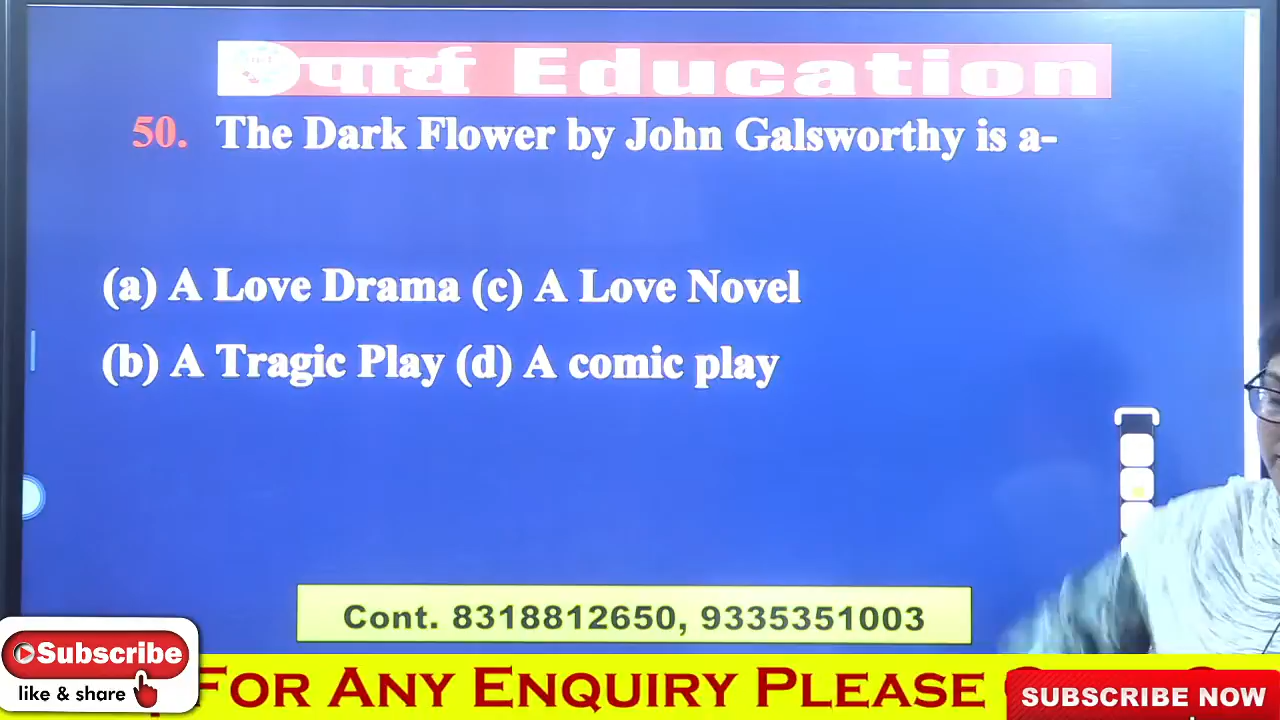 पार्थ Education
50. The Dark Flower by John Galsworthy is a-
(a) A Love Drama (c) A Love Novel
(b) A Tragic Play (d) A comic play
Cont. 8318812650, 9335351003
Subscribe
like & share
FOR ANY ENQUIRY PLEASE
SUBSCRIBE NOW